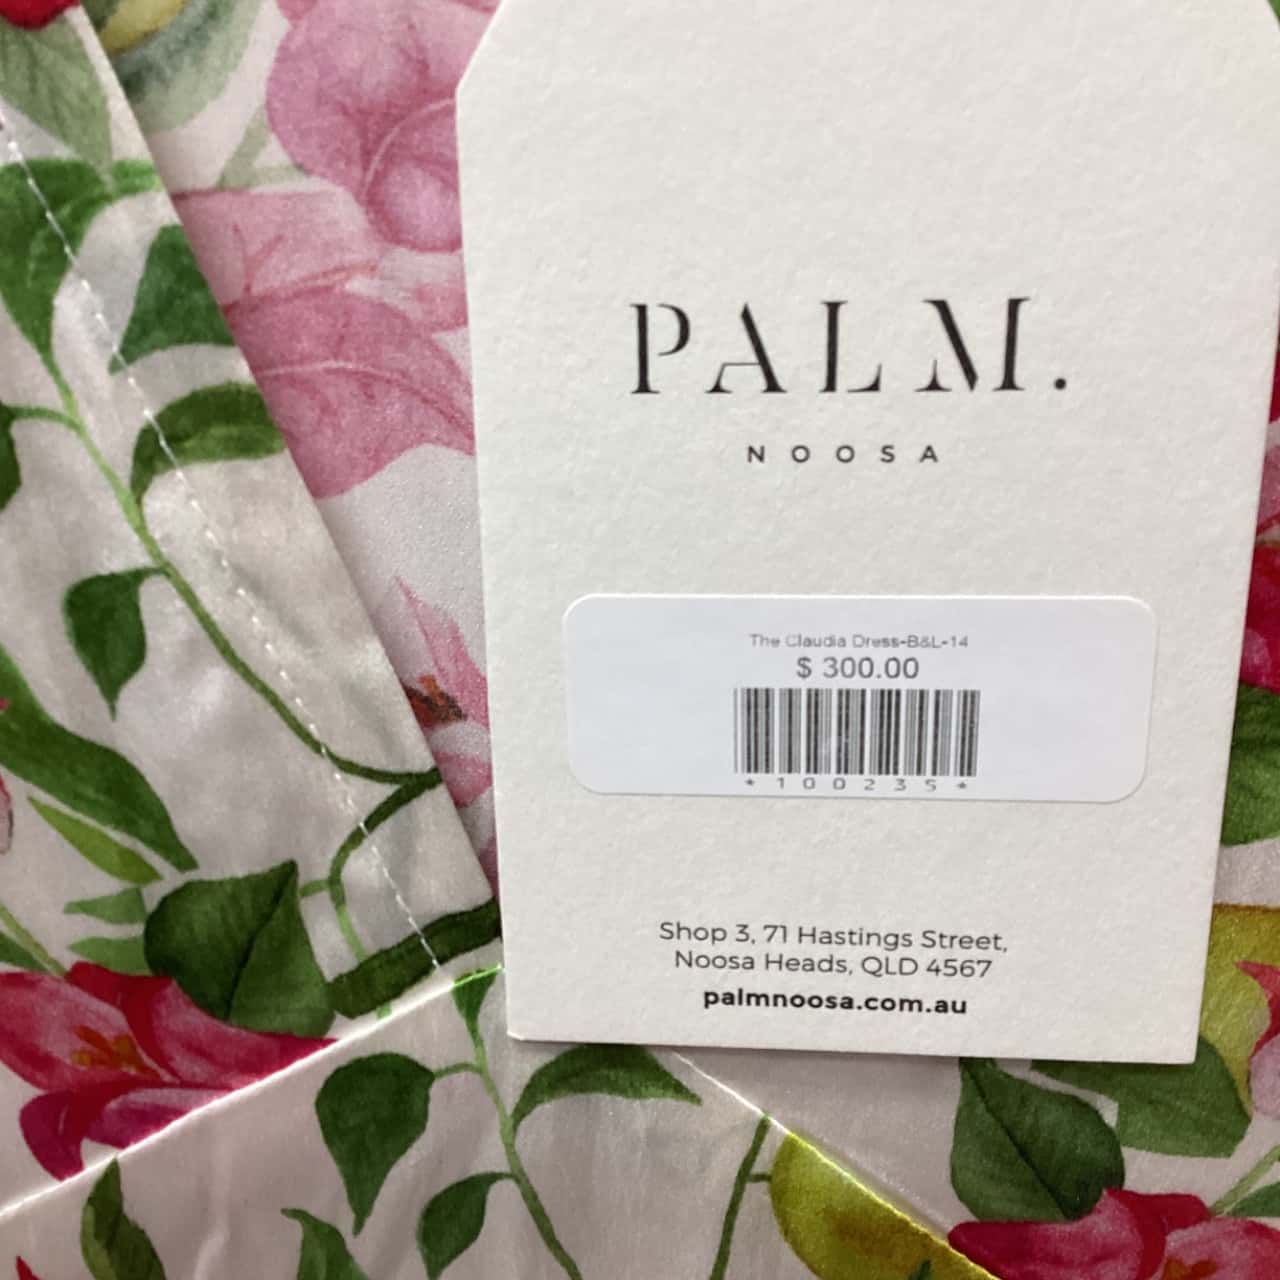 PALM.
NOOSA
The Claudia Dress-B&L-14
$ 300.00
*100235*
Shop 3, 71 Hastings Street,
Noosa Heads, QLD 4567
palmnoosa.com.au